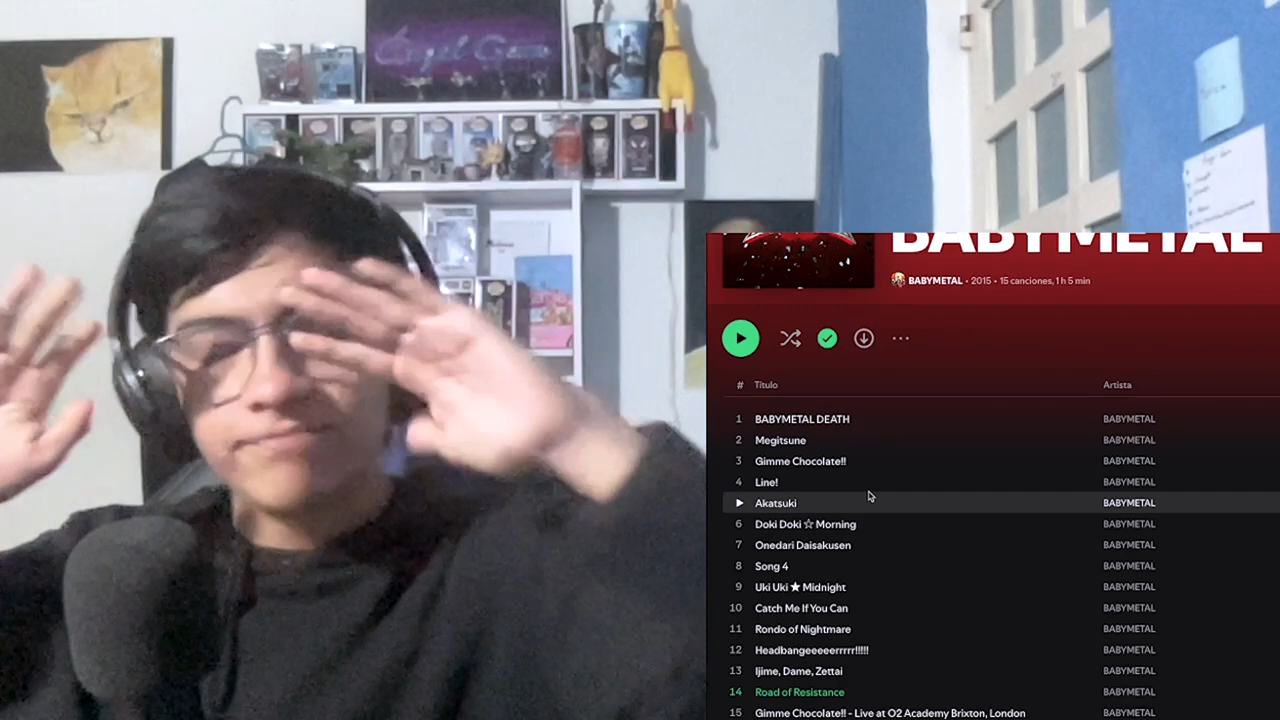 Angel Gam
BABYMETAL
BABYMETAL • 2015 • 15 canciones, 1 h 5 min
# Título Artista
1 BABYMETAL DEATH BABYMETAL
2 Megitsune BABYMETAL
3 Gimme Chocolate!! BABYMETAL
4 Line! BABYMETAL
Akatsuki BABYMETAL
6 Doki Doki ☆ Morning BABYMETAL
7 Onedari Daisakusen BABYMETAL
8 Song 4 BABYMETAL
9 Uki Uki ★ Midnight BABYMETAL
10 Catch Me If You Can BABYMETAL
11 Rondo of Nightmare BABYMETAL
12 Headbangeeeeerrrrr!!!!! BABYMETAL
13 Ijime, Dame, Zettai BABYMETAL
14 Road of Resistance BABYMETAL
15 Gimme Chocolate!! - Live at O2 Academy Brixton, London BABYMETAL